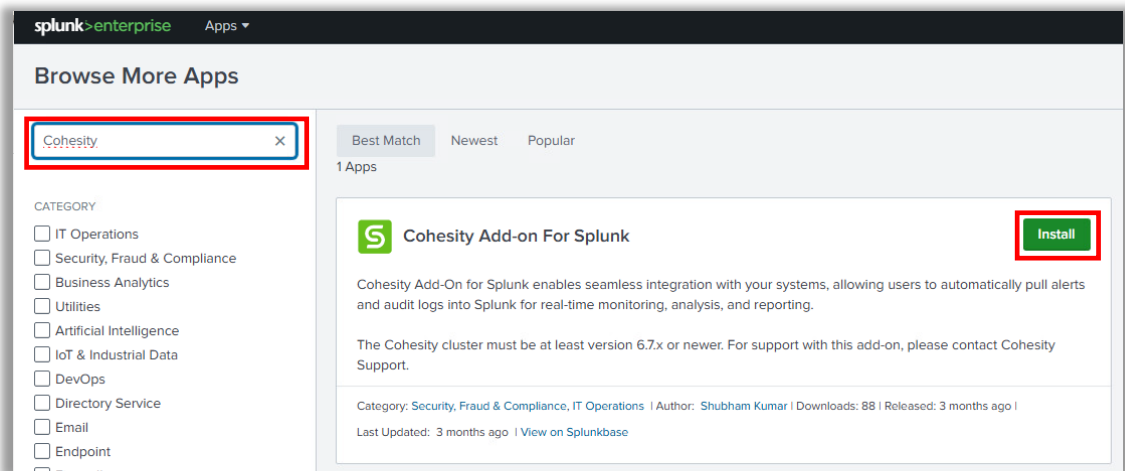 splunk>enterprise Apps
Browse More Apps
Cohesity
Best Match Newest Popular
1 Apps
CATEGORY
IT Operations
Security, Fraud & Compliance
Business Analytics
Utilities
Artificial Intelligence
IoT & Industrial Data
DevOps
Directory Service
Email
Endpoint
Cohesity Add-on For Splunk
Install
Cohesity Add-On for Splunk enables seamless integration with your systems, allowing users to automatically pull alerts
and audit logs into Splunk for real-time monitoring, analysis, and reporting.
The Cohesity cluster must be at least version 6.7.x or newer. For support with this add-on, please contact Cohesity
Support.
Category: Security, Fraud & Compliance, IT Operations | Author: Shubham Kumar | Downloads: 88 | Released: 3 months ago |
Last Updated: 3 months ago | View on Splunkbase